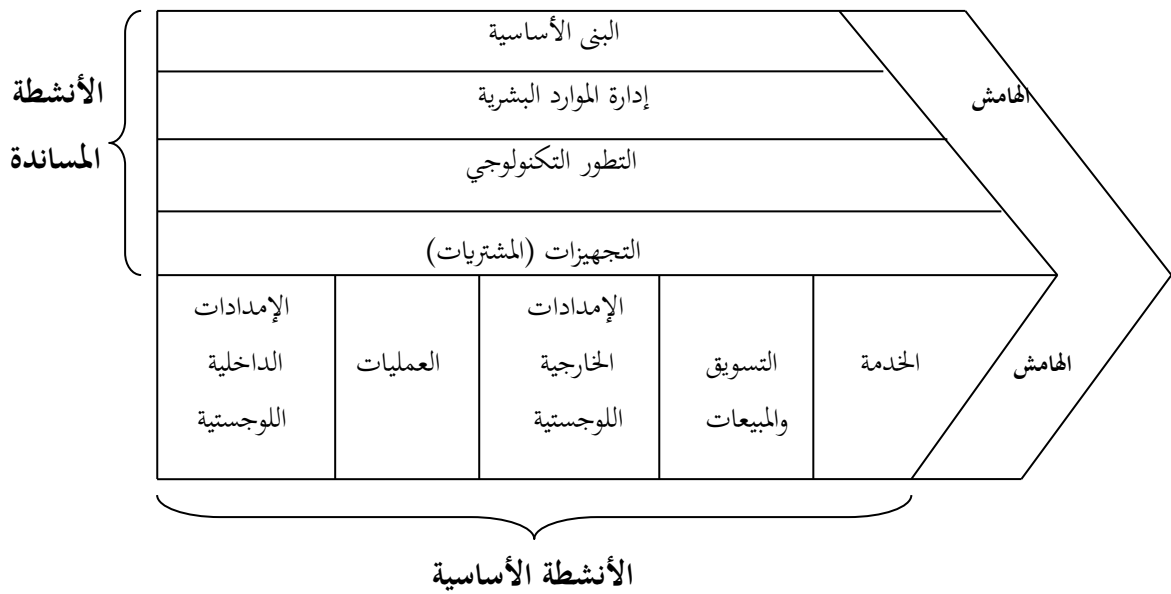 البنى الأساسية
إدارة الموارد البشرية
التطور التكنولوجي
التجهيزات (المشتريات)
الهامش
الأنشطة
المساندة
الإمدادات
الداخلية
اللوجستية
العمليات
الإمدادات
الخارجية
اللوجستية
التسويق
والمبيعات
الخدمة
الهامش
الأنشطة الأساسية